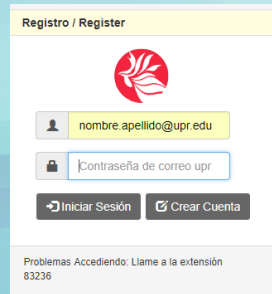 Registro / Register
nombre.apellido@upr.edu
Contraseña de correo upr
Iniciar Sesión Crear Cuenta
Problemas Accediendo: Llame a la extensión
83236